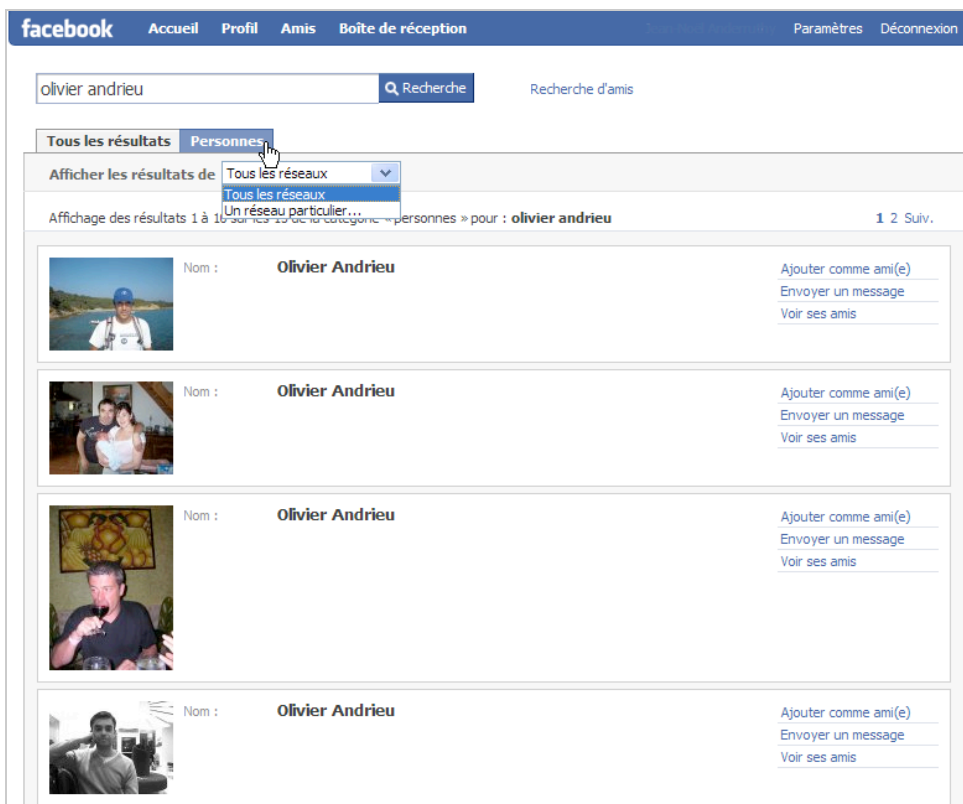 facebook Accueil Profil Amis Boîte de réception Paramètres Déconnexion
olivier andrieu Recherche Recherche d'amis
Tous les résultats Personnes
Afficher les résultats de Tous les réseaux
Tous les réseaux
Un réseau particulier...
Affichage des résultats 1 à 10 sur les 15 de la catégorie « personnes » pour : olivier andrieu 1 2 Suiv.
Nom : Olivier Andrieu Ajouter comme ami(e)
Envoyer un message
Voir ses amis
Nom : Olivier Andrieu Ajouter comme ami(e)
Envoyer un message
Voir ses amis
Nom : Olivier Andrieu Ajouter comme ami(e)
Envoyer un message
Voir ses amis
Nom : Olivier Andrieu Ajouter comme ami(e)
Envoyer un message
Voir ses amis